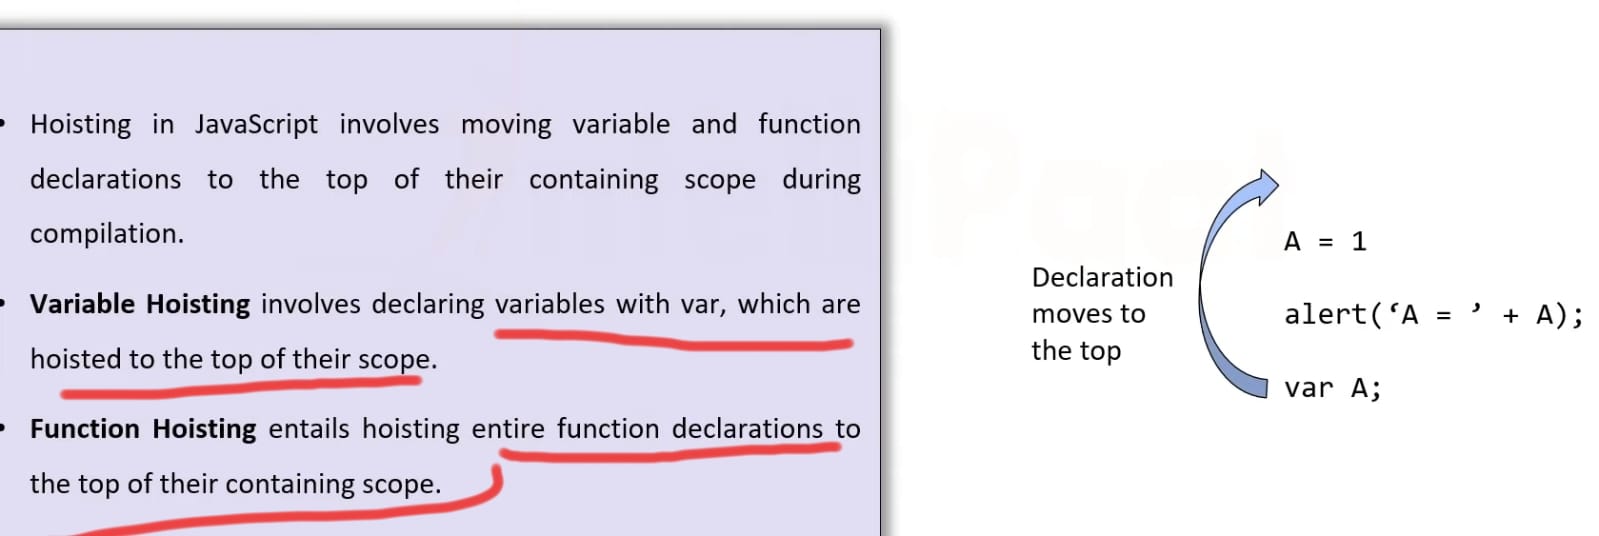 • Hoisting in JavaScript involves moving variable and function
declarations to the top of their containing scope during
compilation.
• Variable Hoisting involves declaring variables with var, which are
hoisted to the top of their scope.
• Function Hoisting entails hoisting entire function declarations to
the top of their containing scope.
Declaration
moves to
the top
A = 1
alert(‘A = ’ + A);
var A;